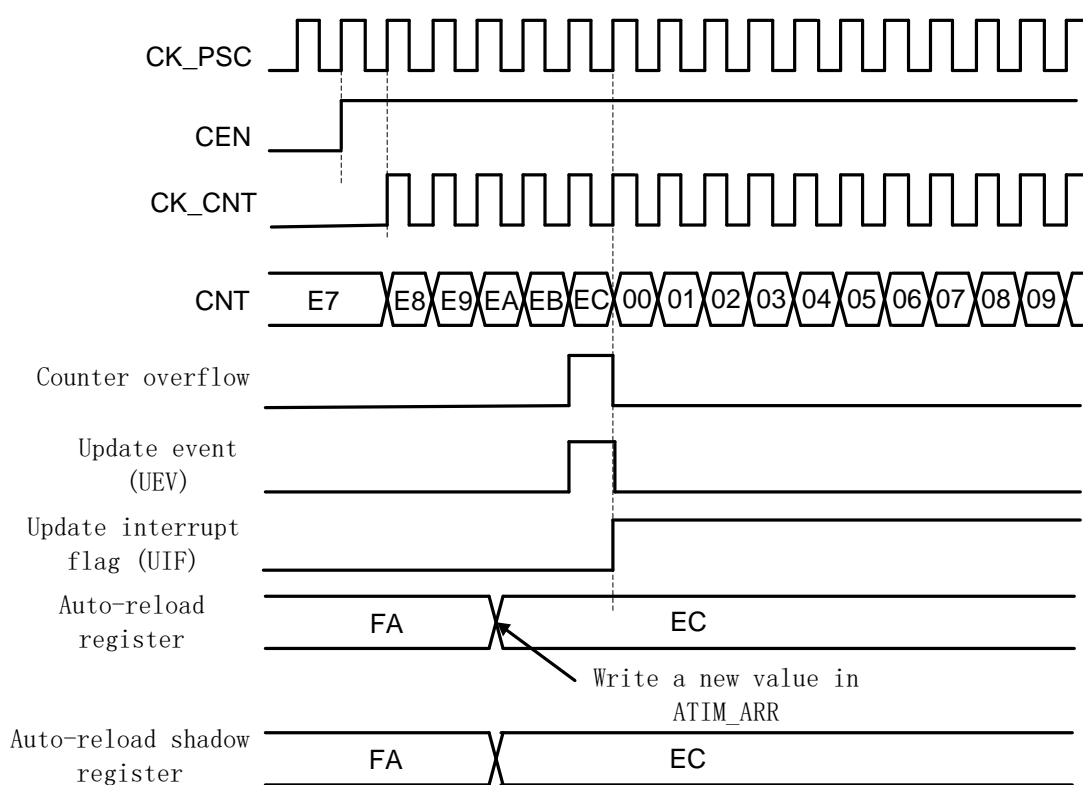 CK_PSC
CEN
CK_CNT
CNT E7 E8 E9 EA EB EC 00 01 02 03 04 05 06 07 08 09
Counter overflow
Update event
(UEV)
Update interrupt
flag (UIF)
Auto-reload
register
FA EC
Write a new value in
ATIM_ARR
Auto-reload shadow
register
FA EC